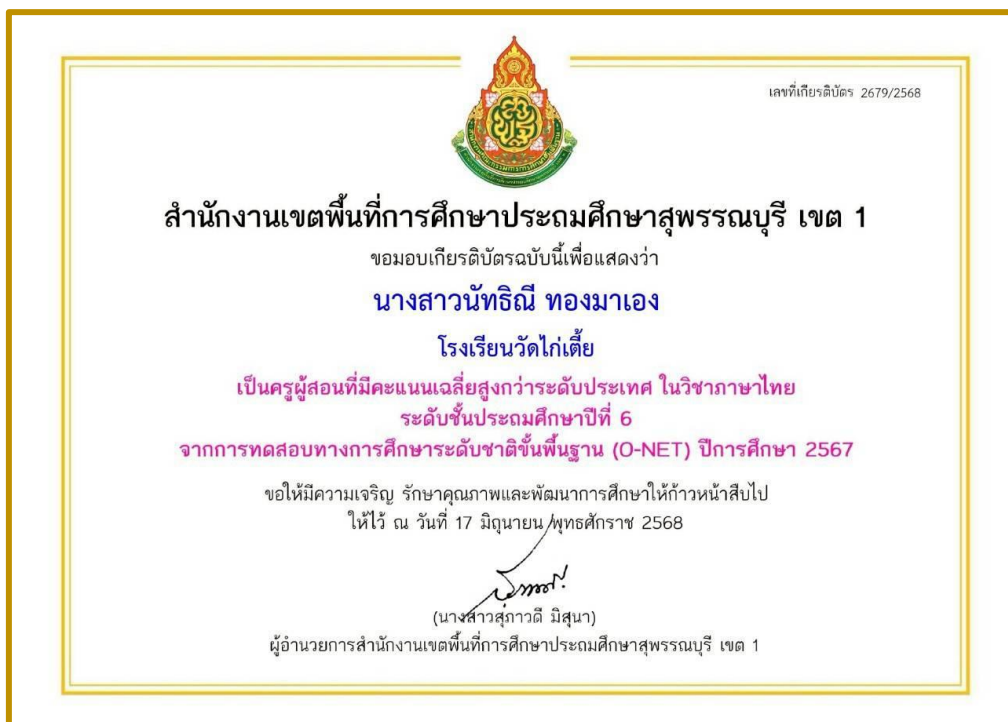 เลขที่เกียรติบัตร 2679/2568
สำนักงานเขตพื้นที่การศึกษาประถมศึกษาสุพรรณบุรี เขต 1
ขอมอบเกียรติบัตรฉบับนี้เพื่อแสดงว่า
นางสาวนัทธิณี ทองมาเอง
โรงเรียนวัดไก่เตี้ย
เป็นครูผู้สอนที่มีคะแนนเฉลี่ยสูงกว่าระดับประเทศ ในวิชาภาษาไทย
ระดับชั้นประถมศึกษาปีที่ 6
จากการทดสอบทางการศึกษาระดับชาติขั้นพื้นฐาน (O-NET) ปีการศึกษา 2567
ขอให้มีความเจริญ รักษาคุณภาพและพัฒนาการศึกษาให้ก้าวหน้าสืบไป
ให้ไว้ ณ วันที่ 17 มิถุนายน พุทธศักราช 2568
(นางสาวสุภาวดี มิสุนา)
ผู้อำนวยการสำนักงานเขตพื้นที่การศึกษาประถมศึกษาสุพรรณบุรี เขต 1